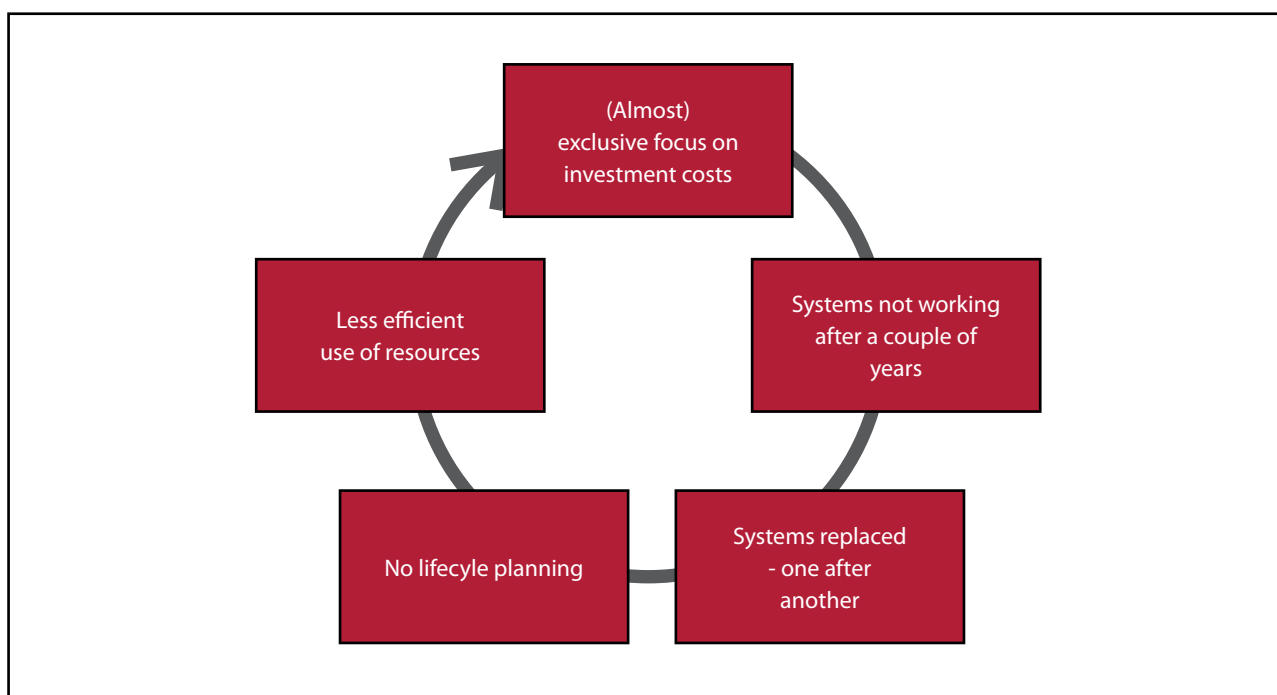 (Almost)
exclusive focus on
investment costs
Systems not working
after a couple of
years
Systems replaced
- one after
another
No lifecyle planning
Less efficient
use of resources